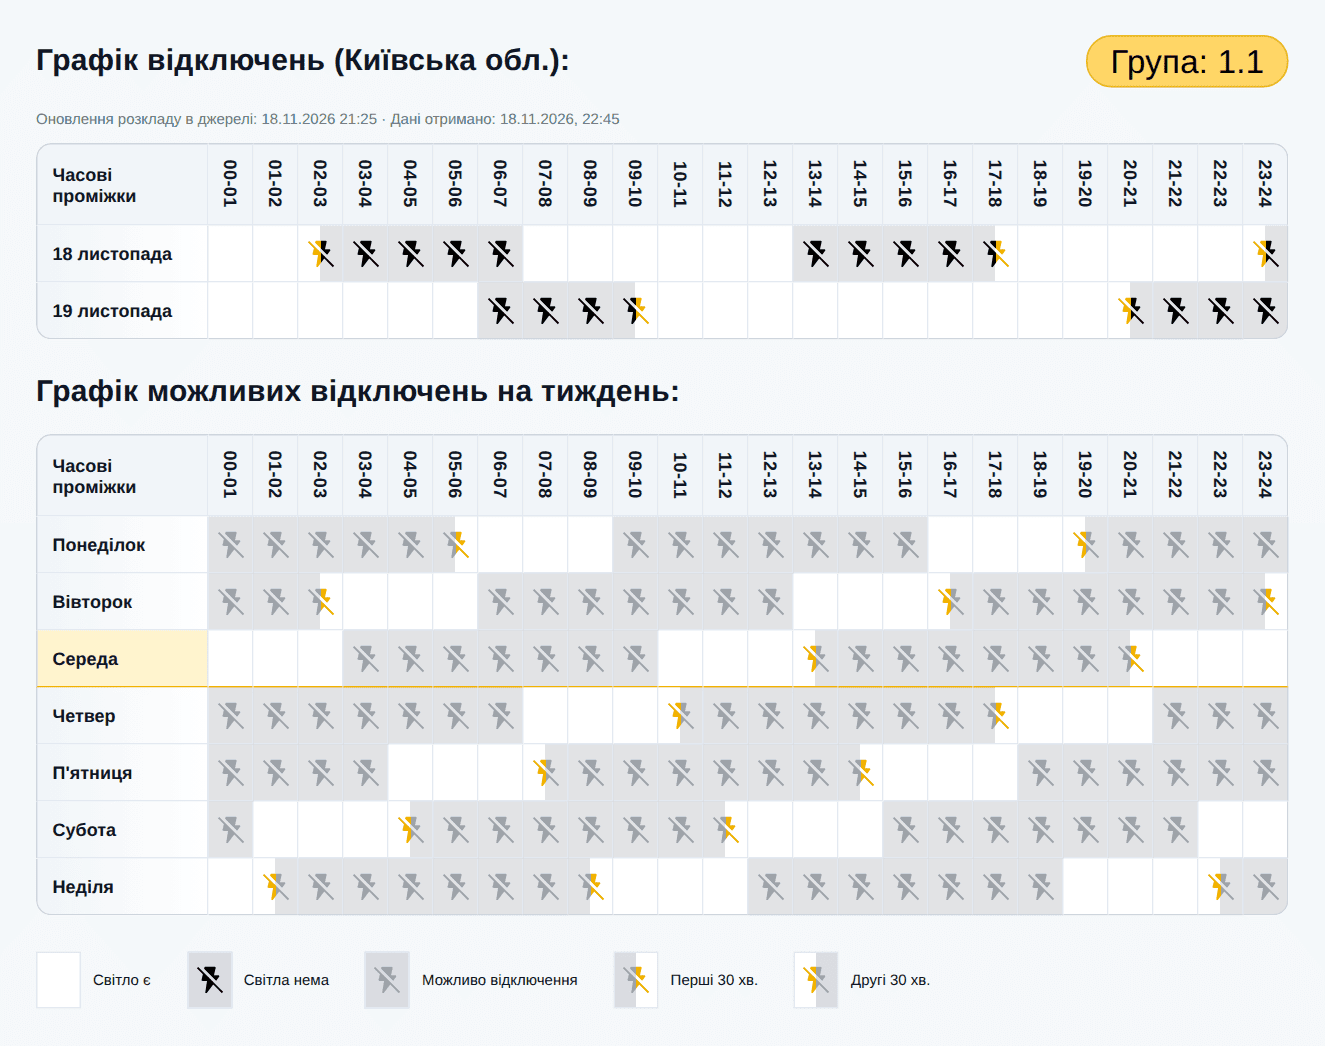 Графік відключень (Київська обл.):
Група: 1.1
Оновлення розкладу в джерелі: 18.11.2026 21:25 · Дані отримано: 18.11.2026, 22:45
Часові проміжки 00-01 01-02 02-03 03-04 04-05 05-06 06-07 07-08 08-09 09-10 10-11 11-12 12-13 13-14 14-15 15-16 16-17 17-18 18-19 19-20 20-21 21-22 22-23 23-24
18 листопада
19 листопада
Графік можливих відключень на тиждень:
Часові проміжки 00-01 01-02 02-03 03-04 04-05 05-06 06-07 07-08 08-09 09-10 10-11 11-12 12-13 13-14 14-15 15-16 16-17 17-18 18-19 19-20 20-21 21-22 22-23 23-24
Понеділок
Вівторок
Середа
Четвер
П'ятниця
Субота
Неділя
Світло є
Світла нема
Можливо відключення
Перші 30 хв.
Другі 30 хв.